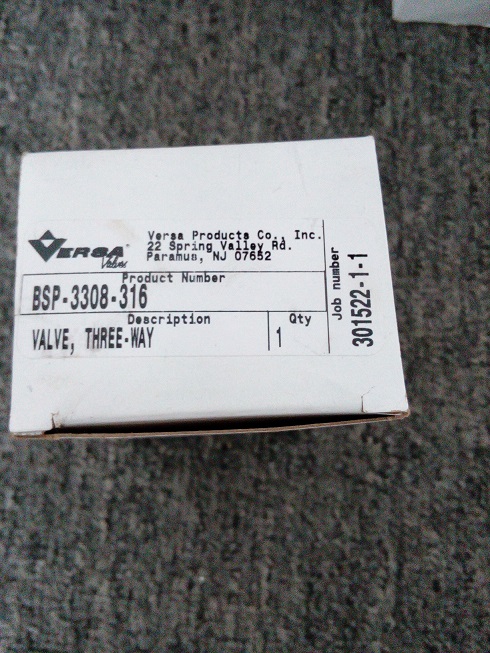 VERSA
Valves
Versa Products Co., Inc.
22 Spring Valley Rd.
Paramus, NJ 07652
Product Number
BSP-3308-316
Description
Qty
VALVE, THREE-WAY
1
Job number
301522-1-1